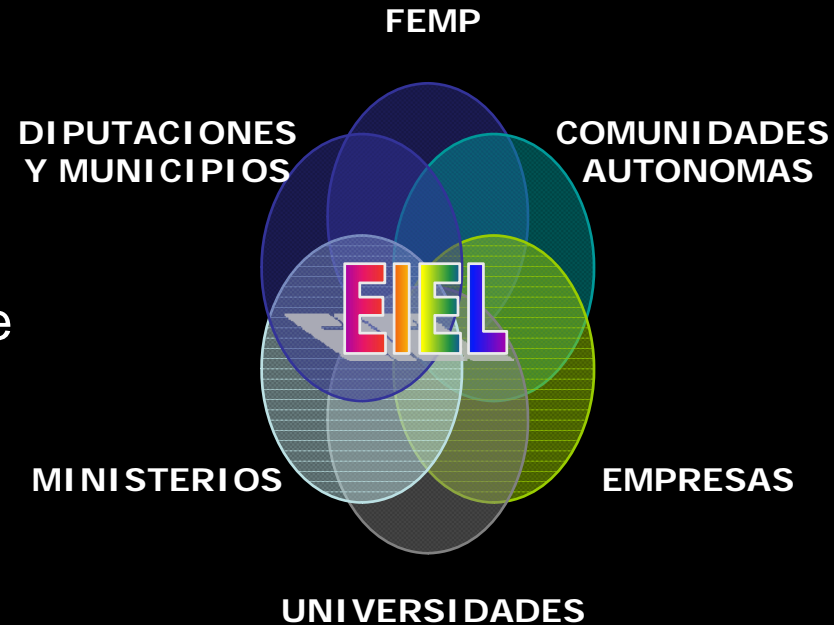 FEMP
DIPUTACIONES
Y MUNICIPIOS
COMUNIDADES
AUTONOMAS
EIEL
e
MINISTERIOS
EMPRESAS
UNIVERSIDADES